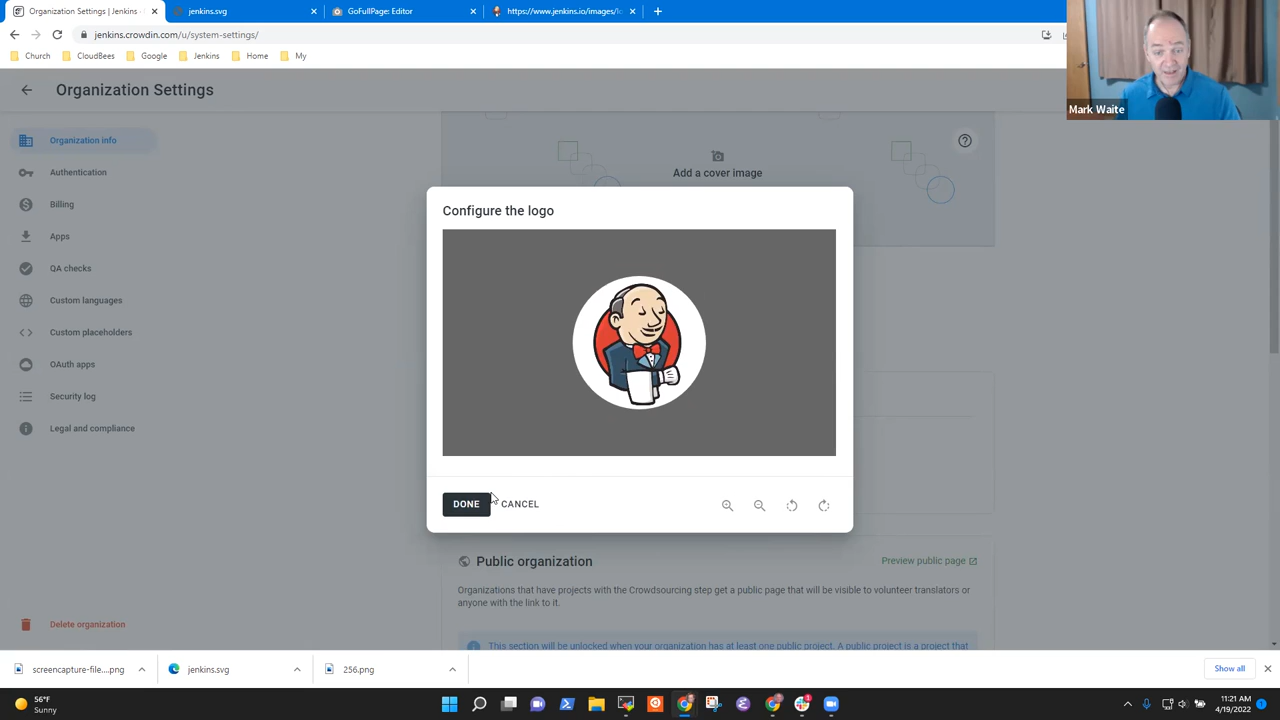 Organization Settings | Jenkins
jenkins.svg
GoFullPage: Editor
https://www.jenkins.io/images/lo
jenkins.crowdin.com/u/system-settings/
Church
CloudBees
Google
Jenkins
Home
My
Mark Waite
Organization Settings
Organization info
Authentication
Billing
Apps
QA checks
Custom languages
Custom placeholders
OAuth apps
Security log
Legal and compliance
Delete organization
Add a cover image
Configure the logo
DONE
CANCEL
Public organization
Preview public page
Organizations that have projects with the Crowdsourcing step get a public page that will be visible to volunteer translators or
anyone with the link to it.
This section will be unlocked when your organization has at least one public project. A public project is a project that
screencapture-file....png
jenkins.svg
256.png
Show all
56°F
Sunny
11:21 AM
4/19/2022